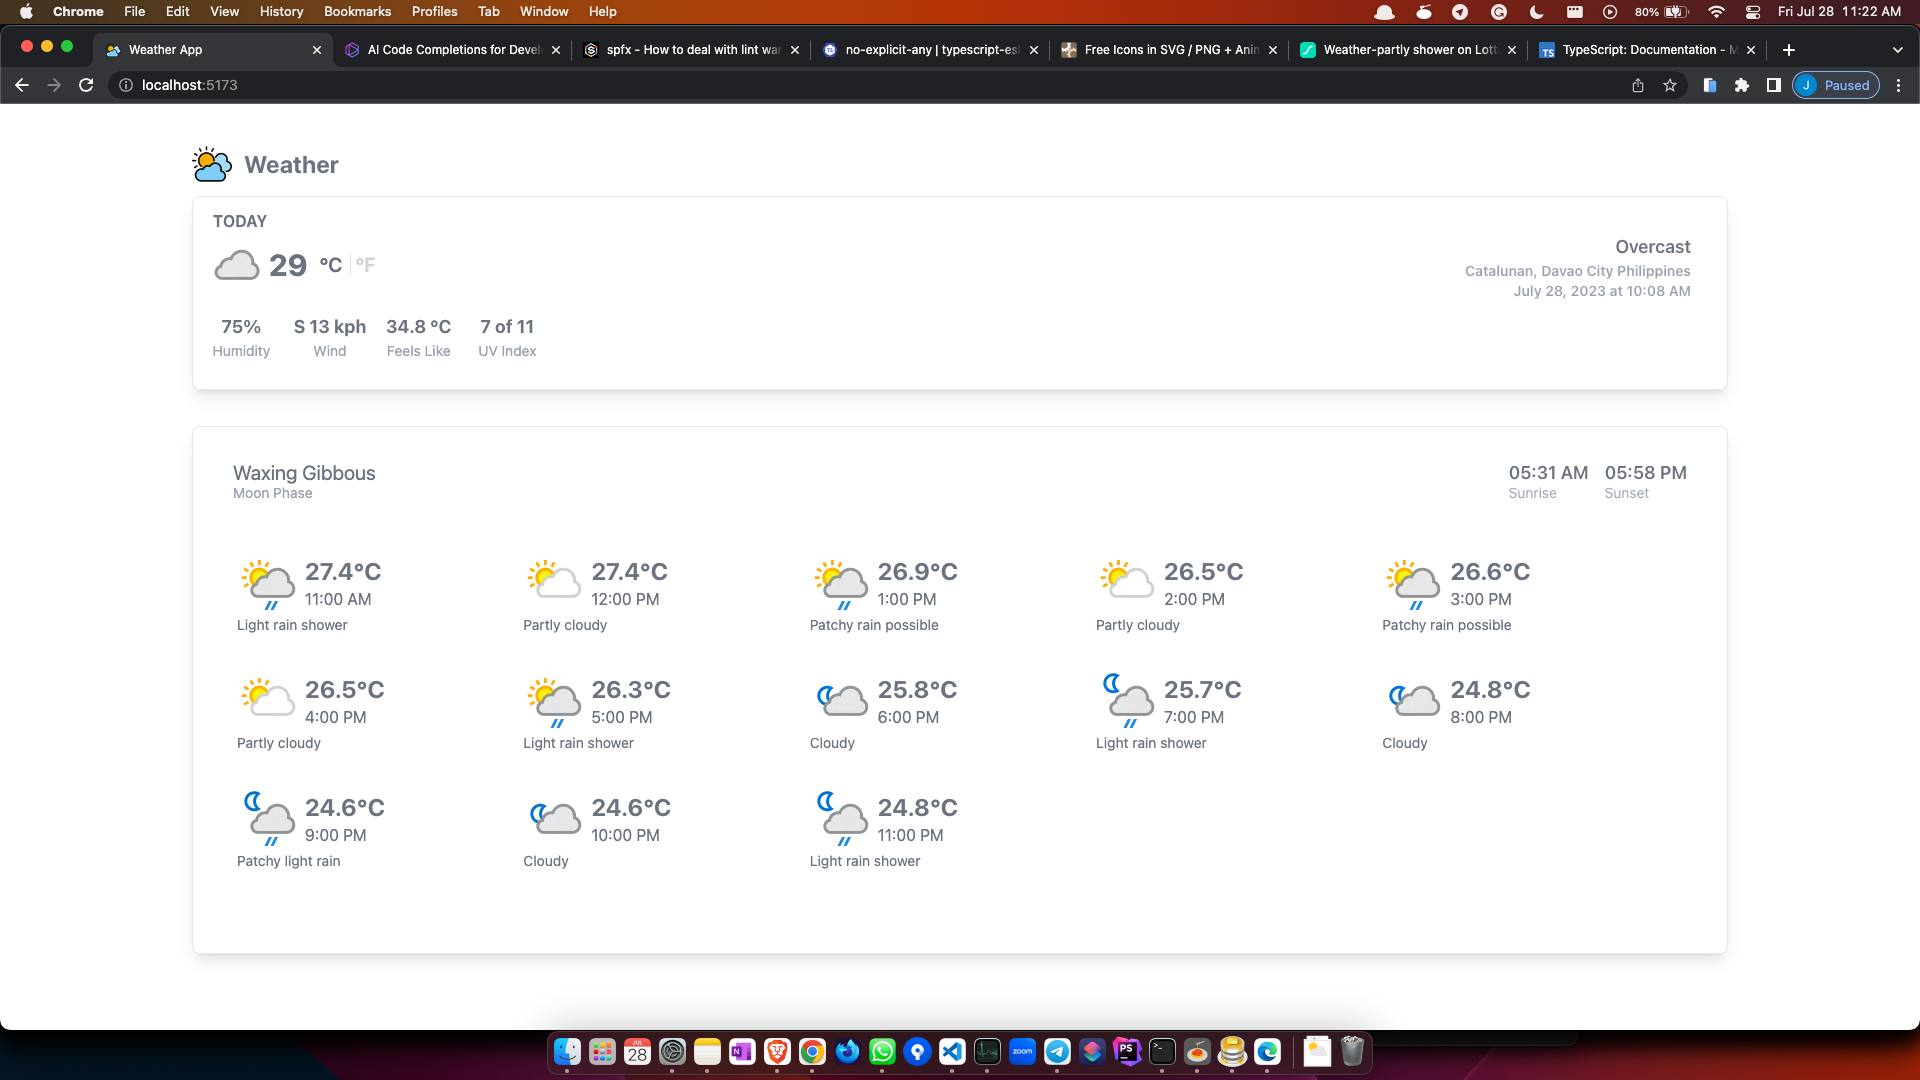 Chrome File Edit View History Bookmarks Profiles Tab Window Help 80% Fri Jul 28 11:22 AM
Weather App AI Code Completions for Devel spfx - How to deal with lint war no-explicit-any | typescript-esl Free Icons in SVG / PNG + Anim Weather-partly shower on Lotti TS TypeScript: Documentation - M
localhost:5173 J Paused
Weather
TODAY
29 °C °F
Overcast
Catalunan, Davao City Philippines
July 28, 2023 at 10:08 AM
75% S 13 kph 34.8 °C 7 of 11
Humidity Wind Feels Like UV Index
Waxing Gibbous 05:31 AM 05:58 PM
Moon Phase Sunrise Sunset
27.4°C 27.4°C 26.9°C 26.5°C 26.6°C
11:00 AM 12:00 PM 1:00 PM 2:00 PM 3:00 PM
Light rain shower Partly cloudy Patchy rain possible Partly cloudy Patchy rain possible
26.5°C 26.3°C 25.8°C 25.7°C 24.8°C
4:00 PM 5:00 PM 6:00 PM 7:00 PM 8:00 PM
Partly cloudy Light rain shower Cloudy Light rain shower Cloudy
24.6°C 24.6°C 24.8°C
9:00 PM 10:00 PM 11:00 PM
Patchy light rain Cloudy Light rain shower
JUL 28 N zoom PS